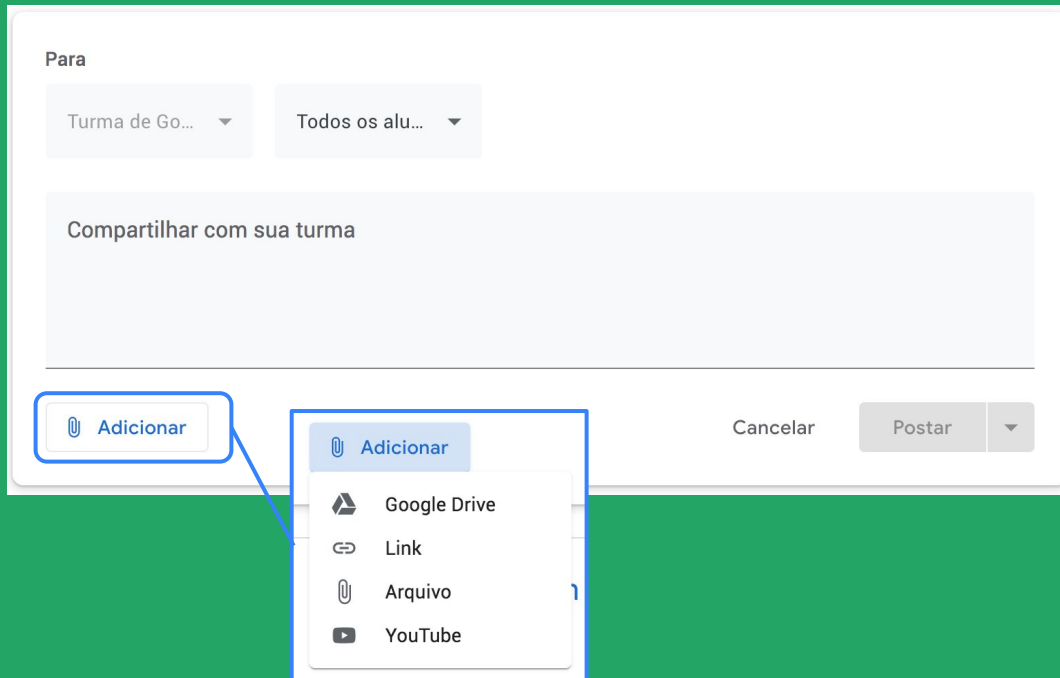 Para
Turma de Go...
Todos os alu...
Compartilhar com sua turma
Adicionar
Cancelar
Postar
Adicionar
Google Drive
Link
Arquivo
YouTube